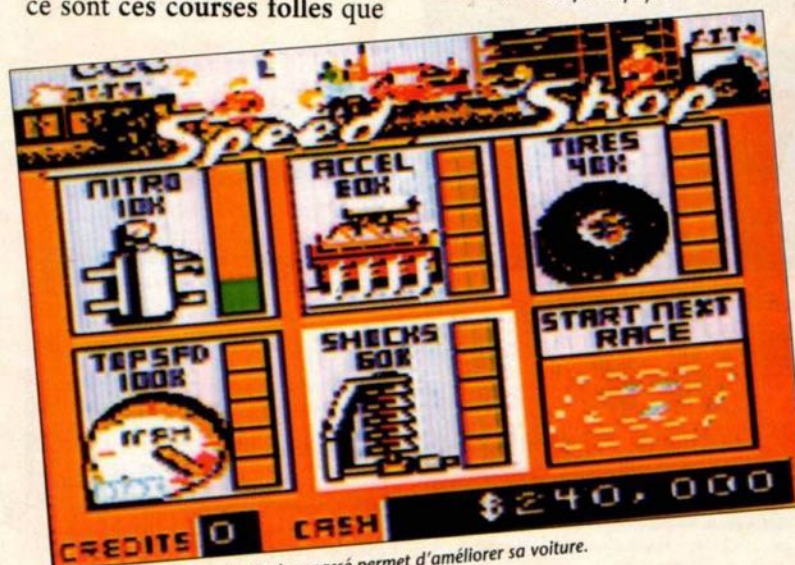 ce sont ces courses folles que
Speed Shop
NITRO
10K
ACCEL
80K
TIRES
40K
TOPSPD
100K
SHOCKS
60K
START NEXT
RACE
MPH
CREDITS 0
CASH $240,000
permet d'améliorer sa voiture.